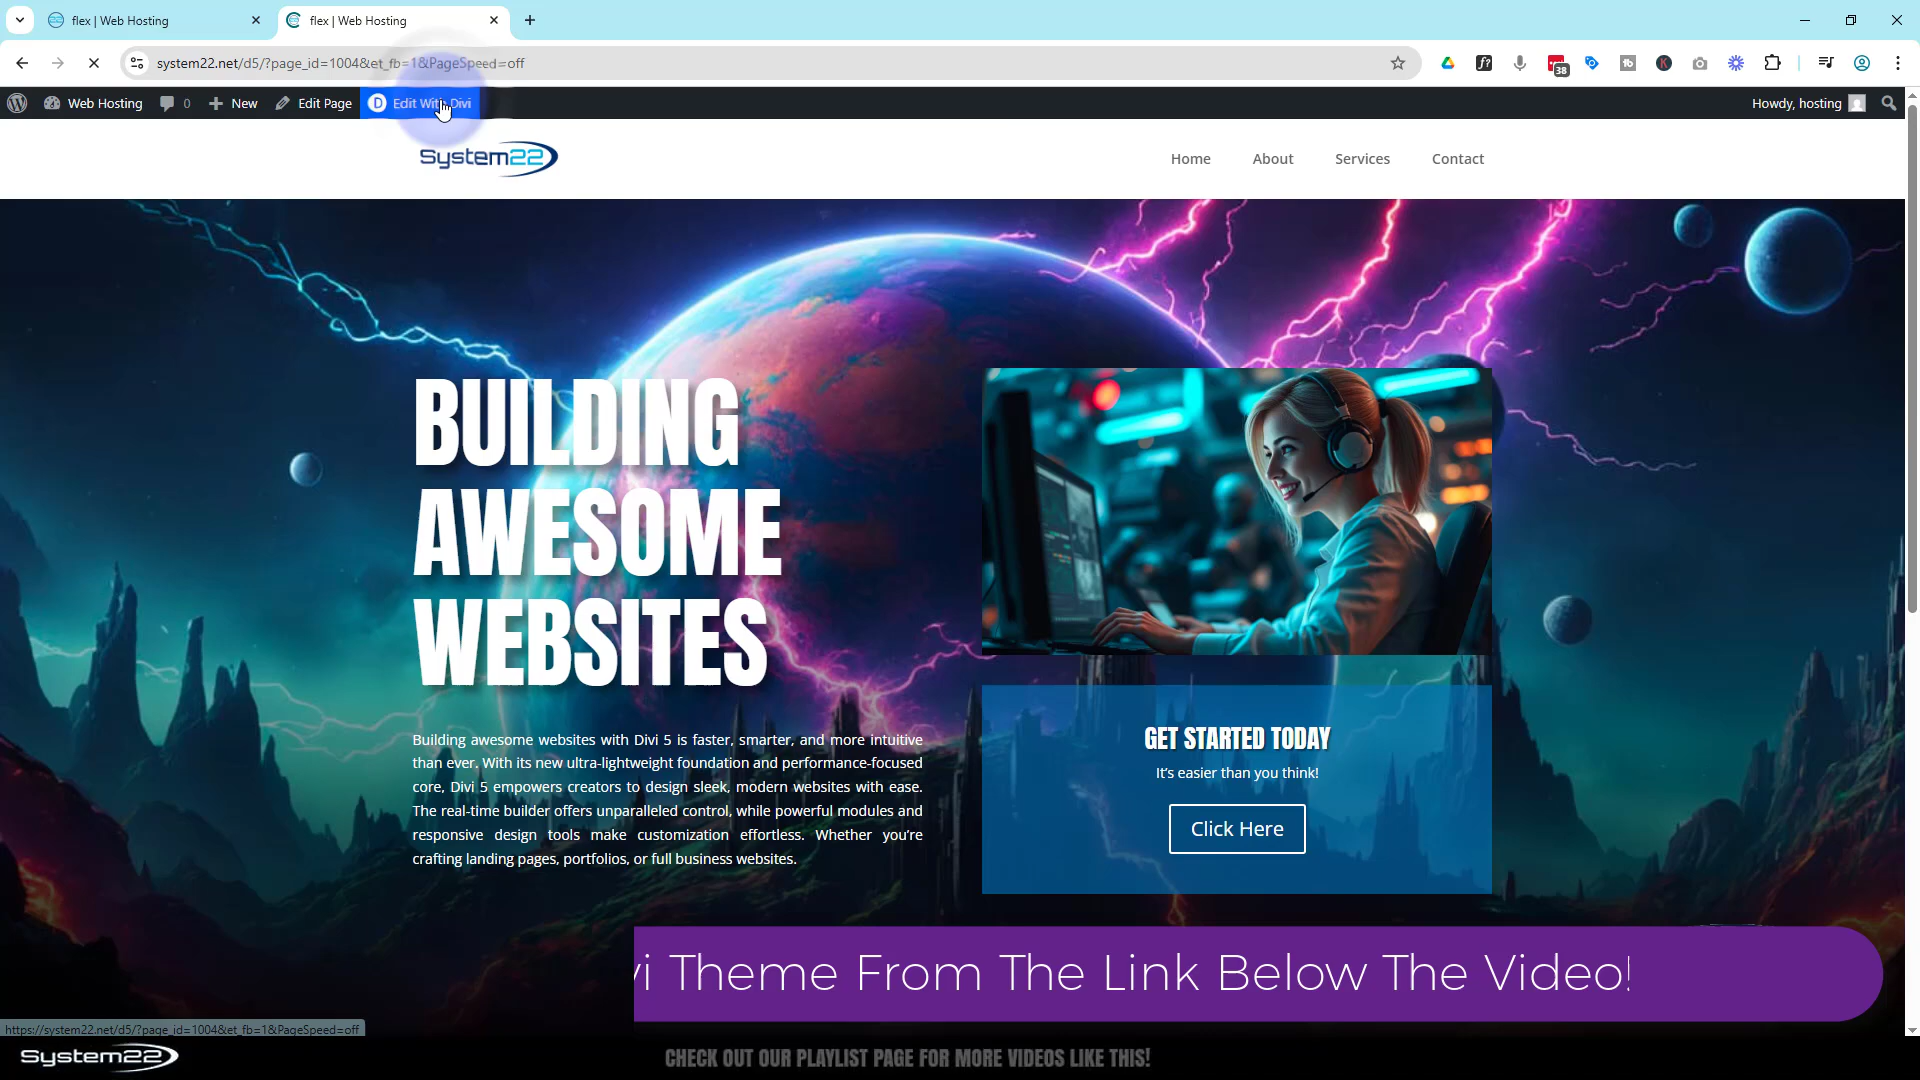 flex | Web Hosting
flex | Web Hosting
system22.net/d5/?page_id=1004&et_fb=1&PageSpeed=off
38
Web Hosting
0
New
Edit Page
D
Edit With Divi
Howdy, hosting
System22
Home
About
Services
Contact
BUILDING
AWESOME
WEBSITES
Building awesome websites with Divi 5 is faster, smarter, and more intuitive
than ever. With its new ultra-lightweight foundation and performance-focused
core, Divi 5 empowers creators to design sleek, modern websites with ease.
The real-time builder offers unparalleled control, while powerful modules and
responsive design tools make customization effortless. Whether you’re
crafting landing pages, portfolios, or full business websites.
GET STARTED TODAY
It’s easier than you think!
Click Here
vi Theme From The Link Below The Video!
https://system22.net/d5/?page_id=1004&et_fb=1&PageSpeed=off
System22
CHECK OUT OUR PLAYLIST PAGE FOR MORE VIDEOS LIKE THIS!